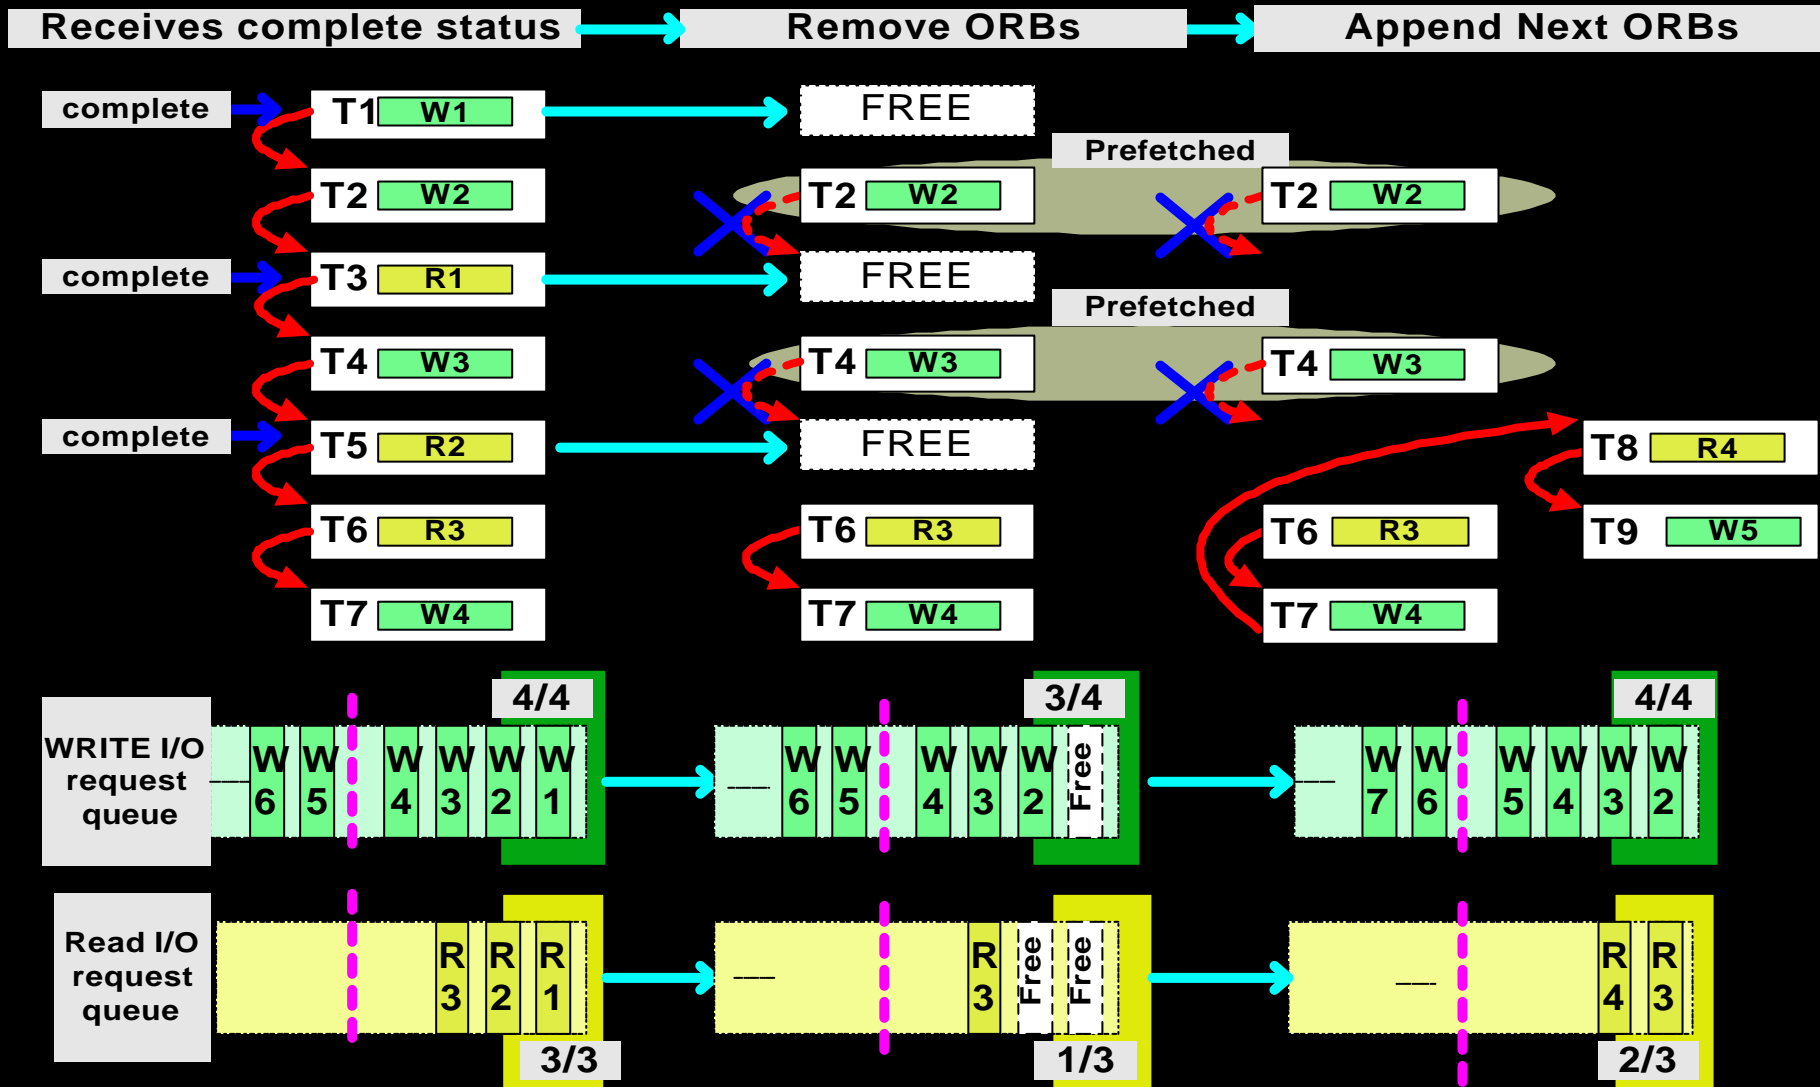 Receives complete status
Remove ORBs
Append Next ORBs
complete
T1 W1
FREE
Prefetched
T2 W2
T2 W2
T2 W2
complete
T3 R1
FREE
Prefetched
T4 W3
T4 W3
T4 W3
complete
T5 R2
FREE
T8 R4
T6 R3
T6 R3
T6 R3
T9 W5
T7 W4
T7 W4
T7 W4
WRITE I/O
request
queue
4/4
W6 W5 W4 W3 W2 W1
3/4
W6 W5 W4 W3 W2 Free
4/4
W7 W6 W5 W4 W3 W2
Read I/O
request
queue
R3 R2 R1
3/3
R3 Free Free
1/3
R4 R3
2/3